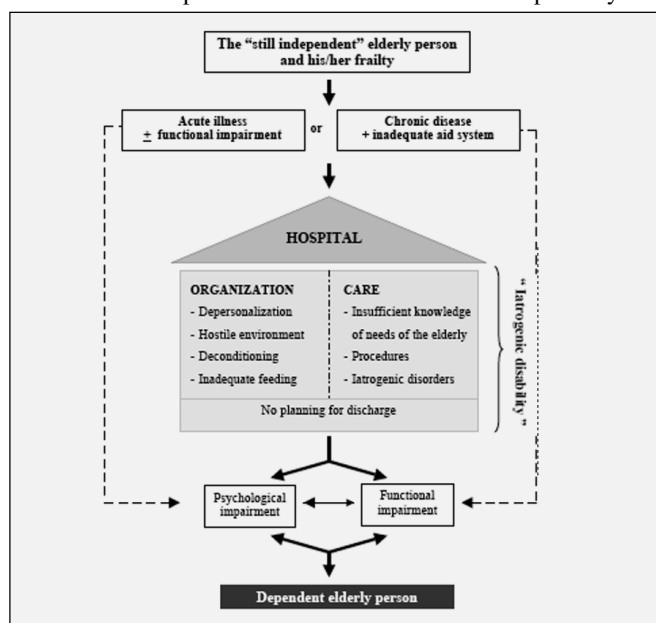 The “still independent” elderly person
and his/her frailty
Acute illness
± functional impairment
or
Chronic disease
+ inadequate aid system
HOSPITAL
ORGANIZATION
- Depersonalization
- Hostile environment
- Deconditioning
- Inadequate feeding
CARE
- Insufficient knowledge
of needs of the elderly
- Procedures
- Iatrogenic disorders
No planning for discharge
“ Iatrogenic disability ”
Psychological
impairment
Functional
impairment
Dependent elderly person